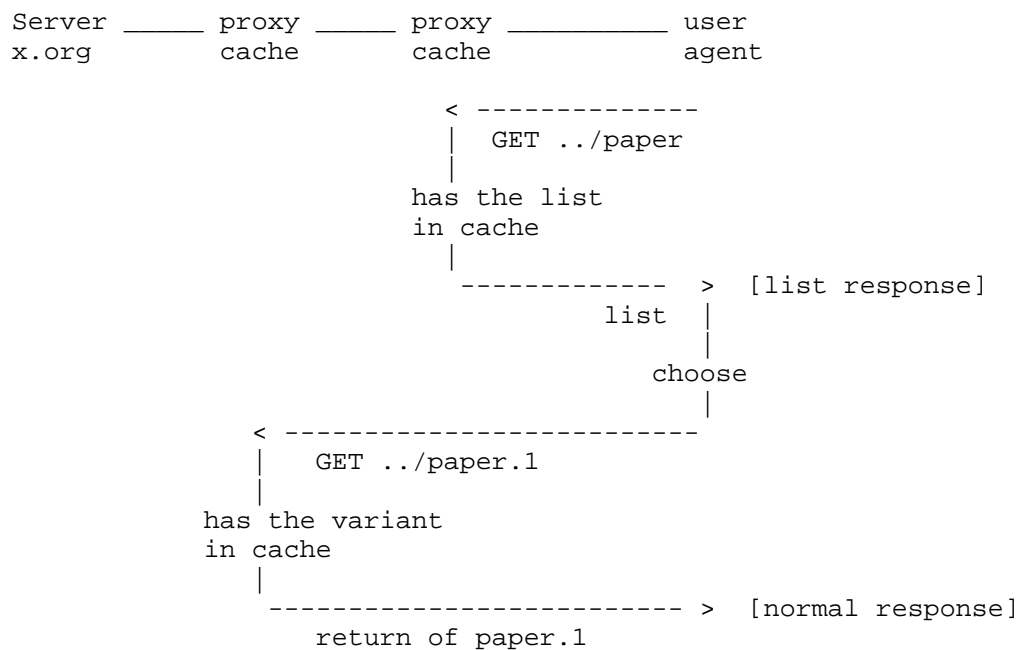 Server _____ proxy _____ proxy __________ user
x.org        cache       cache            agent
< --------------
|  GET ../paper
|
has the list
in cache
|
------------- >  [list response]
list  |
|
choose
|
< --------------------------
|   GET ../paper.1
|
has the variant
in cache
|
-------------------------- >  [normal response]
return of paper.1